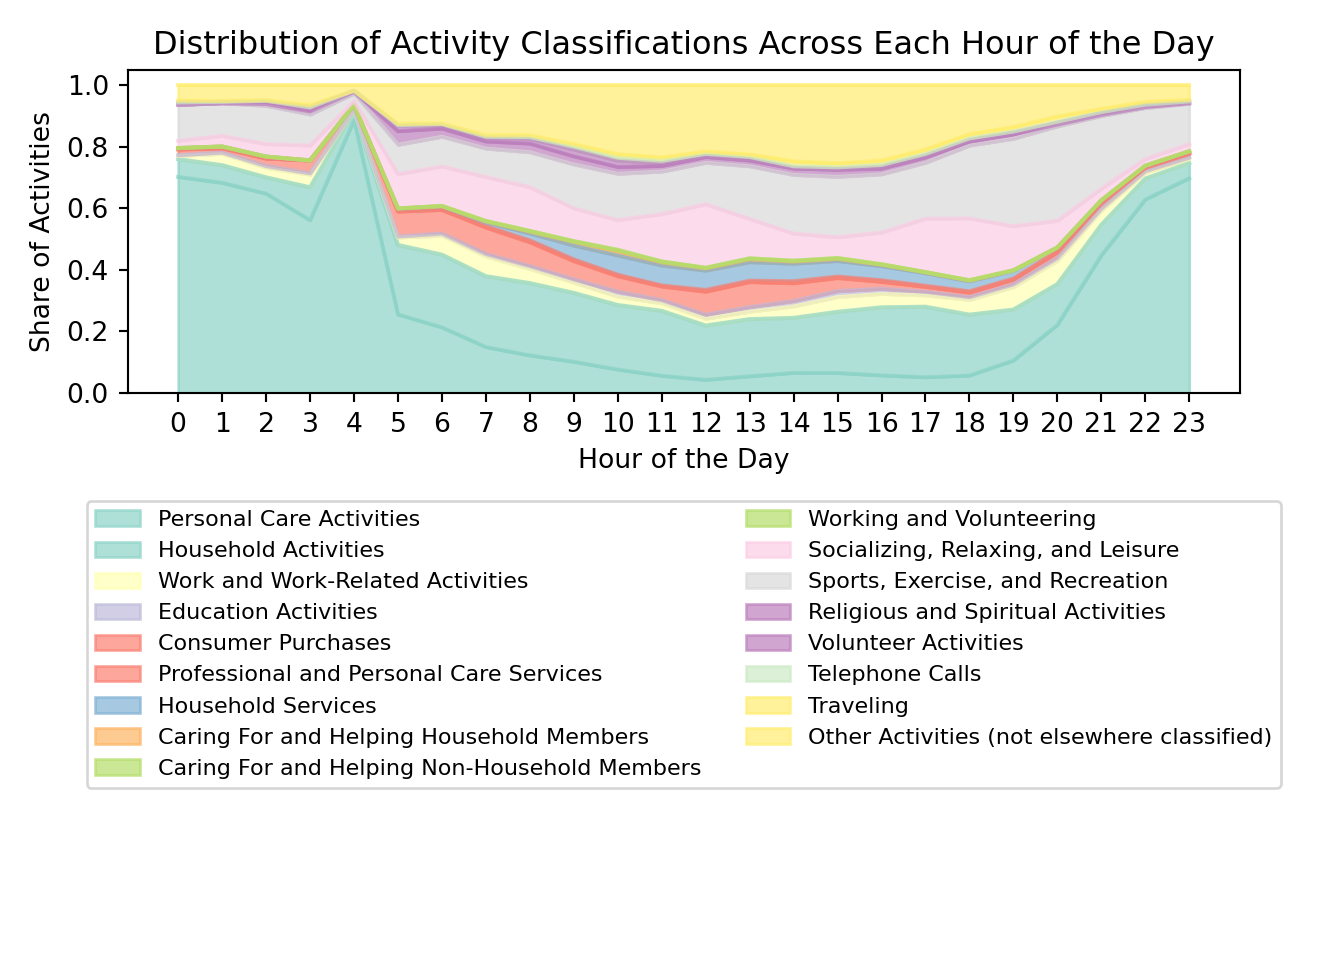 Distribution of Activity Classifications Across Each Hour of the Day
Share of Activities
1.0
0.8
0.6
0.4
0.2
0.0
0 1 2 3 4 5 6 7 8 9 10 11 12 13 14 15 16 17 18 19 20 21 22 23
Hour of the Day
Personal Care Activities
Household Activities
Work and Work-Related Activities
Education Activities
Consumer Purchases
Professional and Personal Care Services
Household Services
Caring For and Helping Household Members
Caring For and Helping Non-Household Members
Working and Volunteering
Socializing, Relaxing, and Leisure
Sports, Exercise, and Recreation
Religious and Spiritual Activities
Volunteer Activities
Telephone Calls
Traveling
Other Activities (not elsewhere classified)